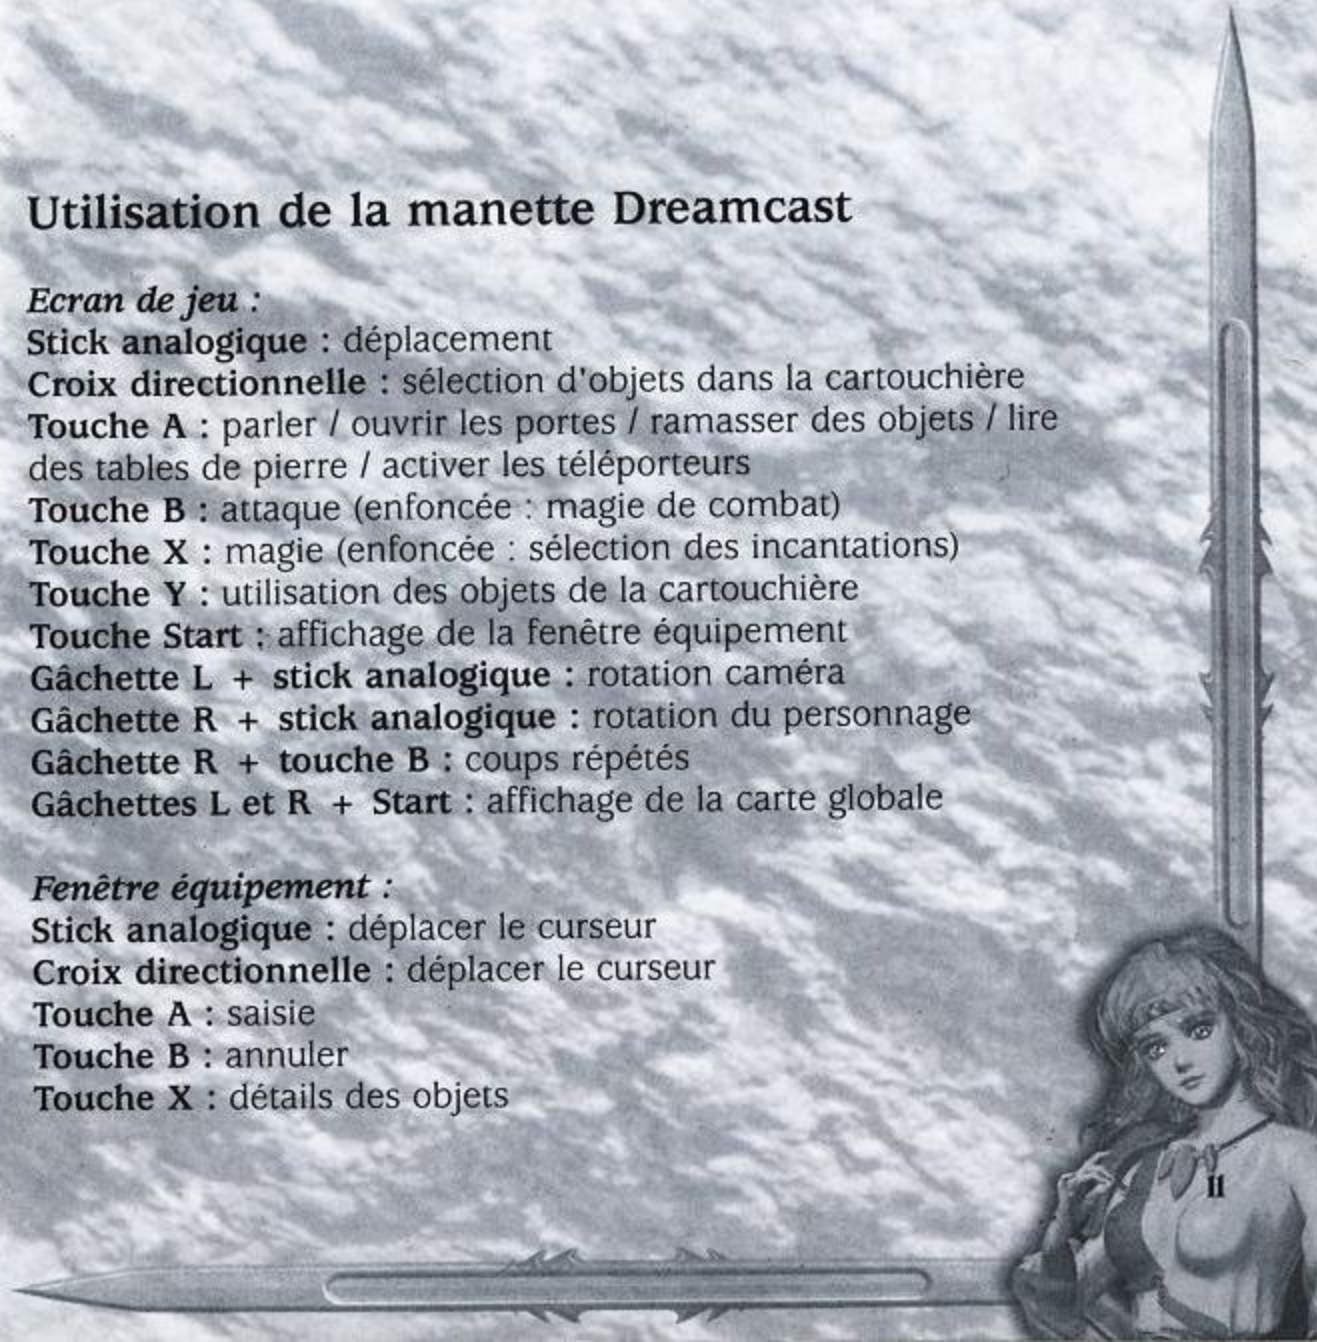 Utilisation de la manette Dreamcast
Ecran de jeu :
Stick analogique : déplacement
Croix directionnelle : sélection d'objets dans la cartouchière
Touche A : parler / ouvrir les portes / ramasser des objets / lire
des tables de pierre / activer les téléporteurs
Touche B : attaque (enfoncée : magie de combat)
Touche X : magie (enfoncée : sélection des incantations)
Touche Y : utilisation des objets de la cartouchière
Touche Start : affichage de la fenêtre équipement
Gâchette L + stick analogique : rotation caméra
Gâchette R + stick analogique : rotation du personnage
Gâchette R + touche B : coups répétés
Gâchettes L et R + Start : affichage de la carte globale
Fenêtre équipement :
Stick analogique : déplacer le curseur
Croix directionnelle : déplacer le curseur
Touche A : saisie
Touche B : annuler
Touche X : détails des objets
11